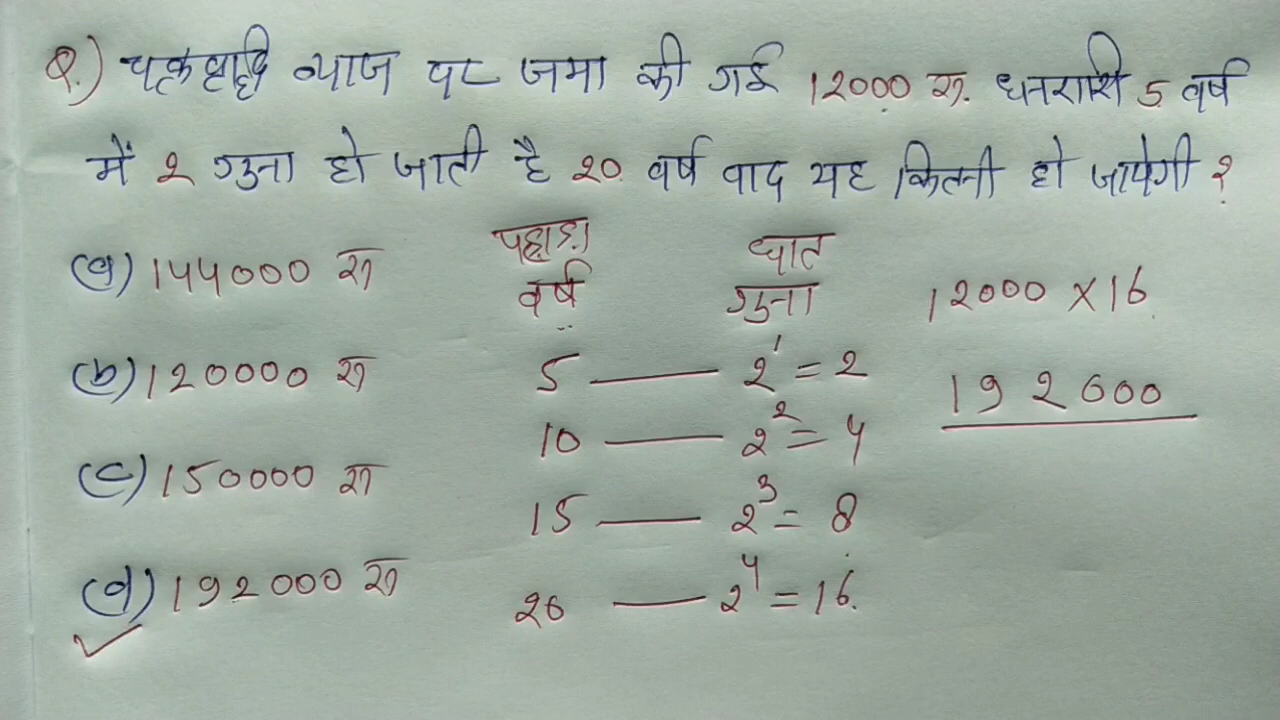 Q.) चक्रवृद्धि ब्याज पर जमा की गई 12000 रु. धनराशि 5 वर्ष
में 2 गुना हो जाती है 20 वर्ष बाद यह कितनी हो जायेगी ?
(a) 144000 रु
(b) 120000 रु
(c) 150000 रु
(d) 192000 रु
पहाड़ा घात
वर्ष गुना
5 — 2¹ = 2
10 — 2² = 4
15 — 2³ = 8
20 — 2⁴ = 16
12000 × 16
192000